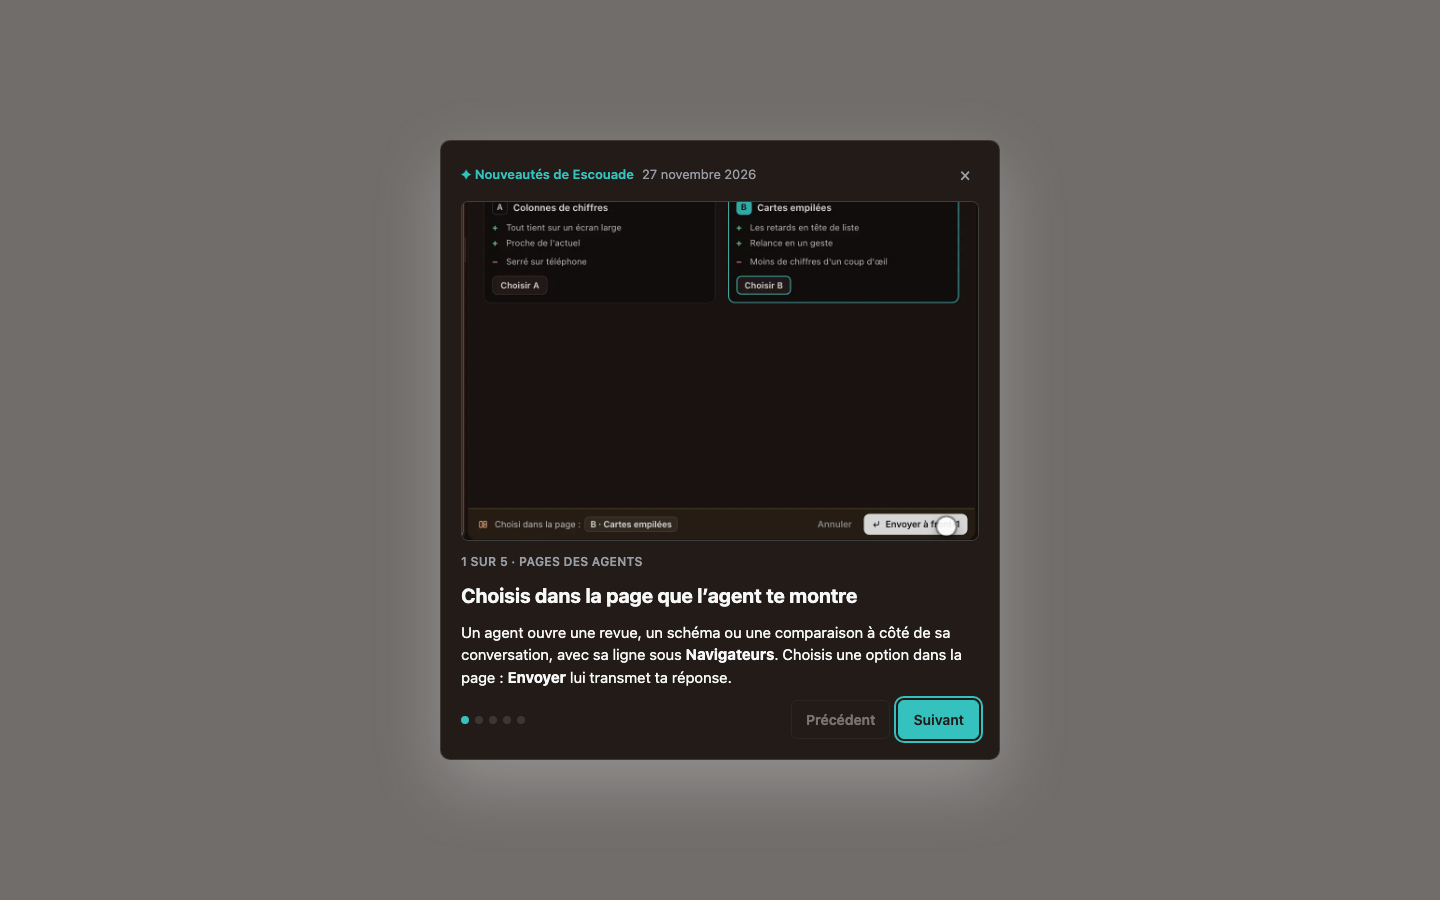 ✦ Nouveautés de Escouade 27 novembre 2026 ×
A Colonnes de chiffres
+ Tout tient sur un écran large
+ Proche de l'actuel
– Serré sur téléphone
Choisir A
B Cartes empilées
+ Les retards en tête de liste
+ Relance en un geste
– Moins de chiffres d'un coup d'œil
Choisir B
Choisi dans la page : B · Cartes empilées Annuler ↵ Envoyer à
1 SUR 5 · PAGES DES AGENTS
Choisis dans la page que l’agent te montre
Un agent ouvre une revue, un schéma ou une comparaison à côté de sa
conversation, avec sa ligne sous Navigateurs. Choisis une option dans la
page : Envoyer lui transmet ta réponse.
Précédent Suivant